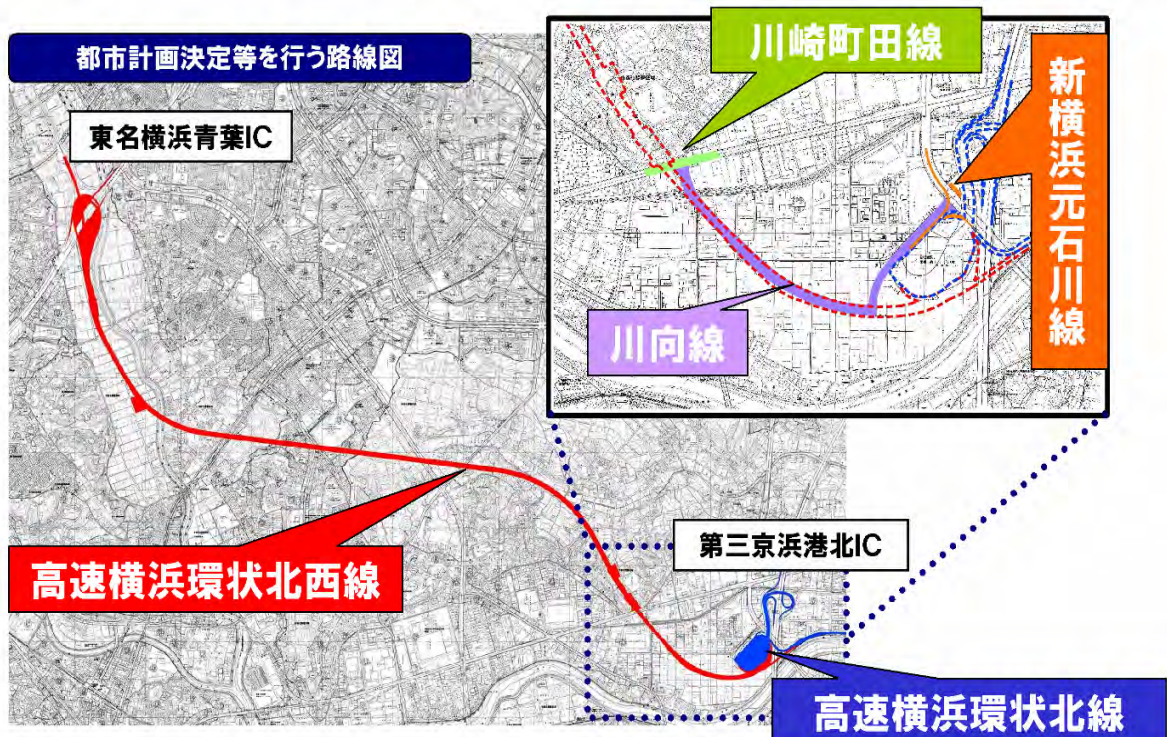 都市計画決定等を行う路線図
東名横浜青葉IC
川崎町田線
新横浜元石川線
川向線
第三京浜港北IC
高速横浜環状北西線
高速横浜環状北線